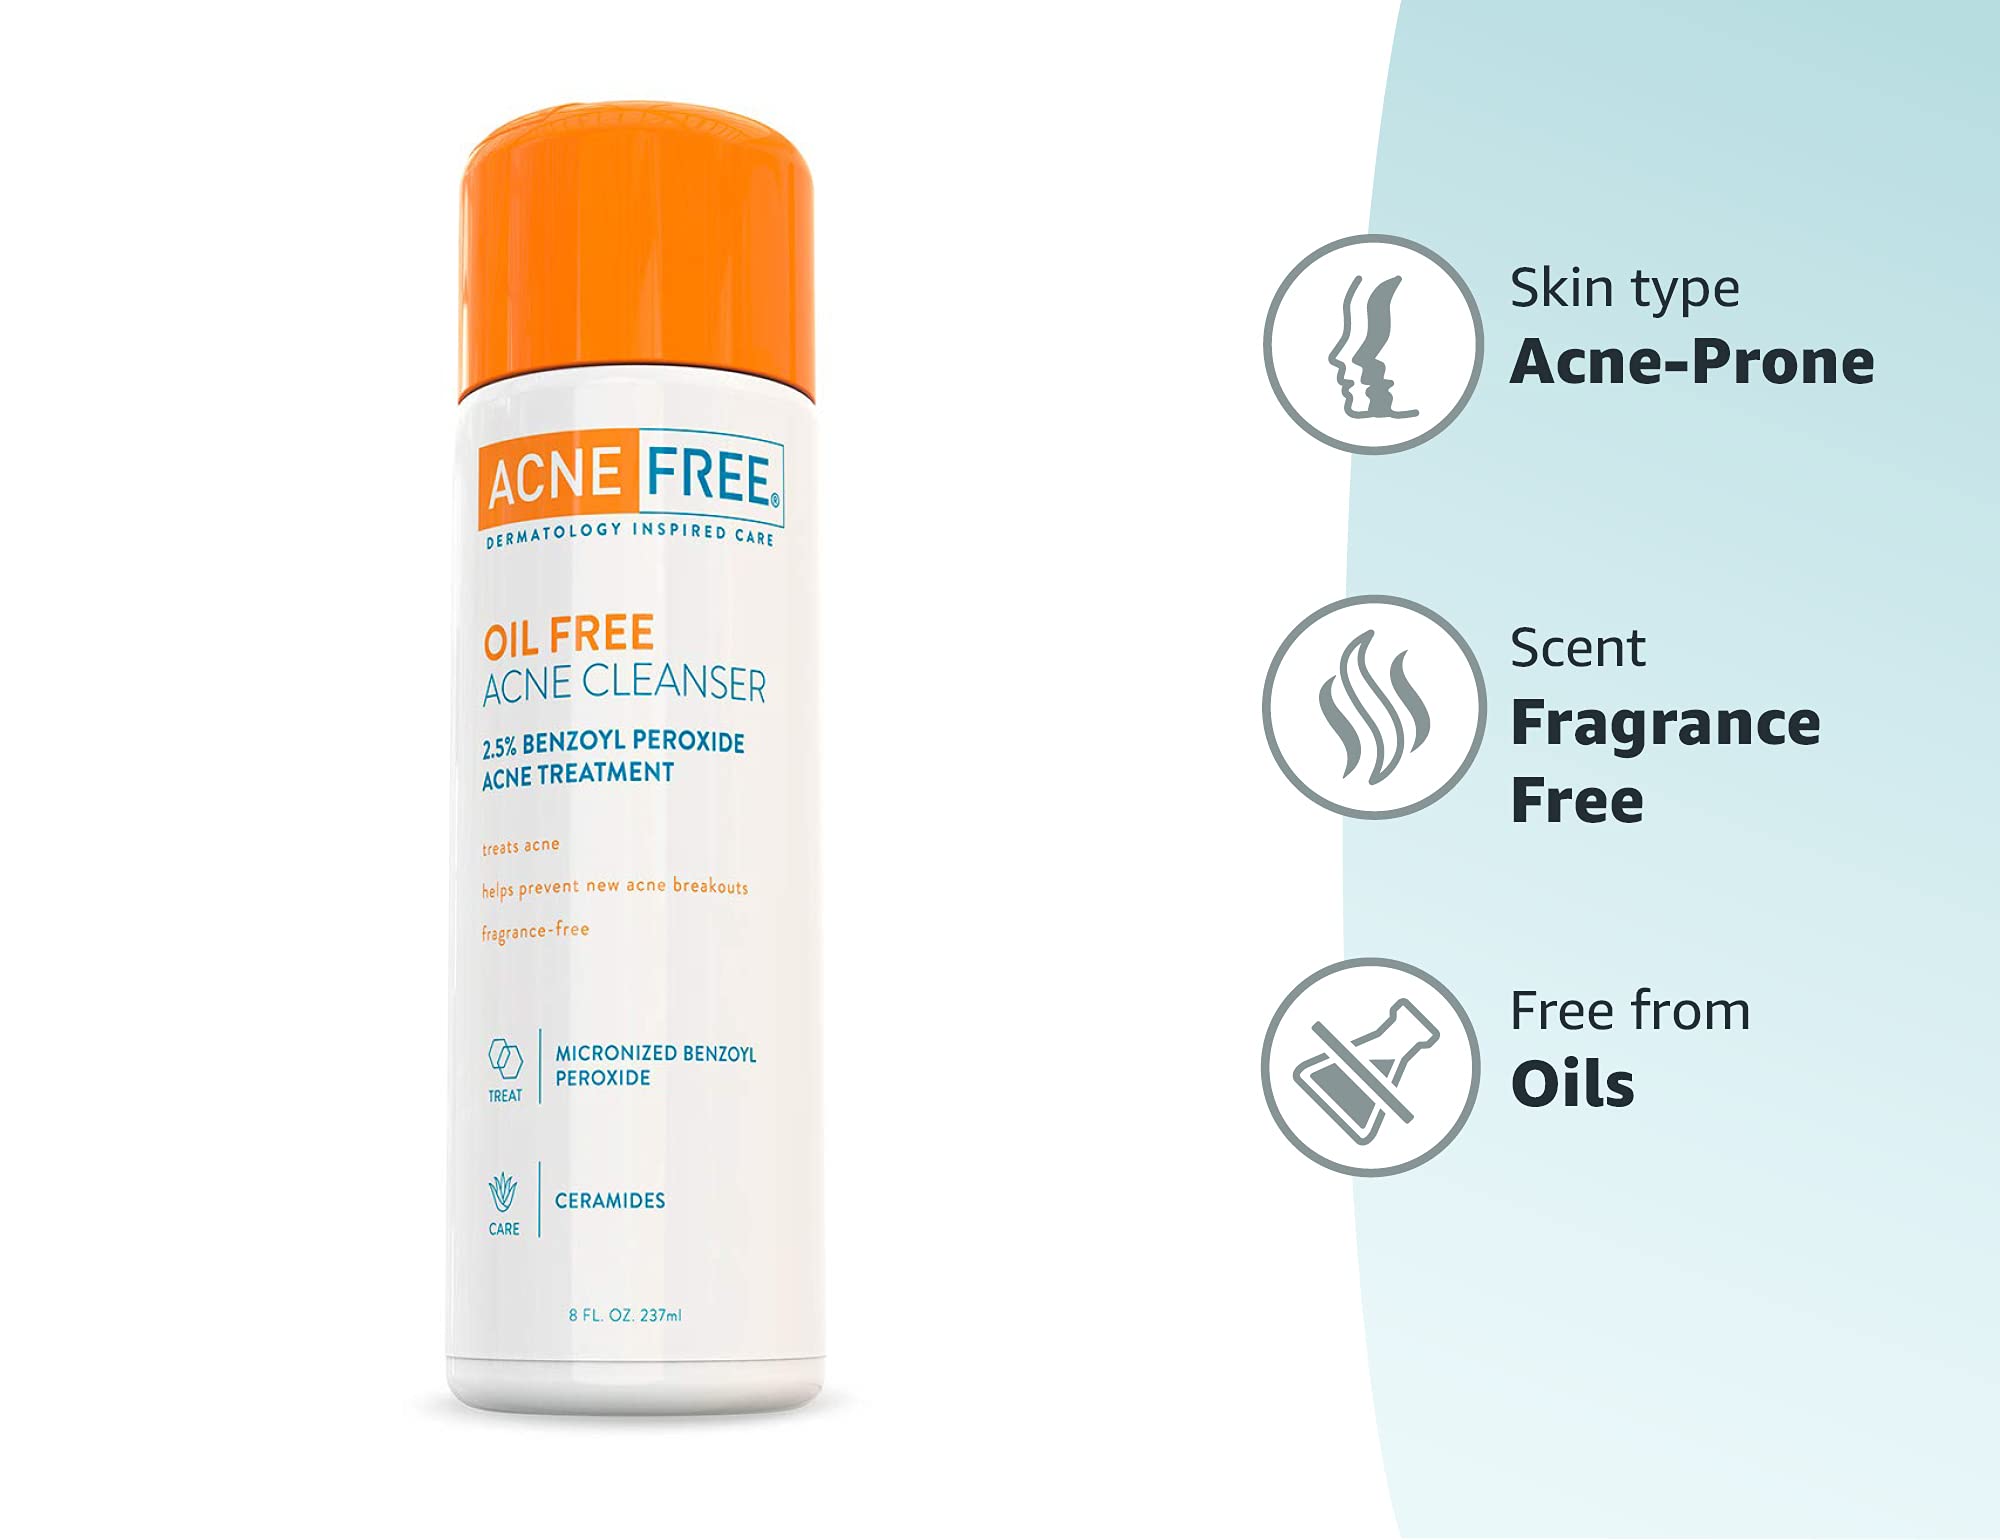 ACNE FREE®
DERMATOLOGY INSPIRED CARE
OIL FREE
ACNE CLEANSER
2.5% BENZOYL PEROXIDE
ACNE TREATMENT
treats acne
helps prevent new acne breakouts
fragrance-free
TREAT
MICRONIZED BENZOYL
PEROXIDE
CARE
CERAMIDES
8 FL. OZ. 237ml
Skin type
Acne-Prone
Scent
Fragrance
Free
Free from
Oils